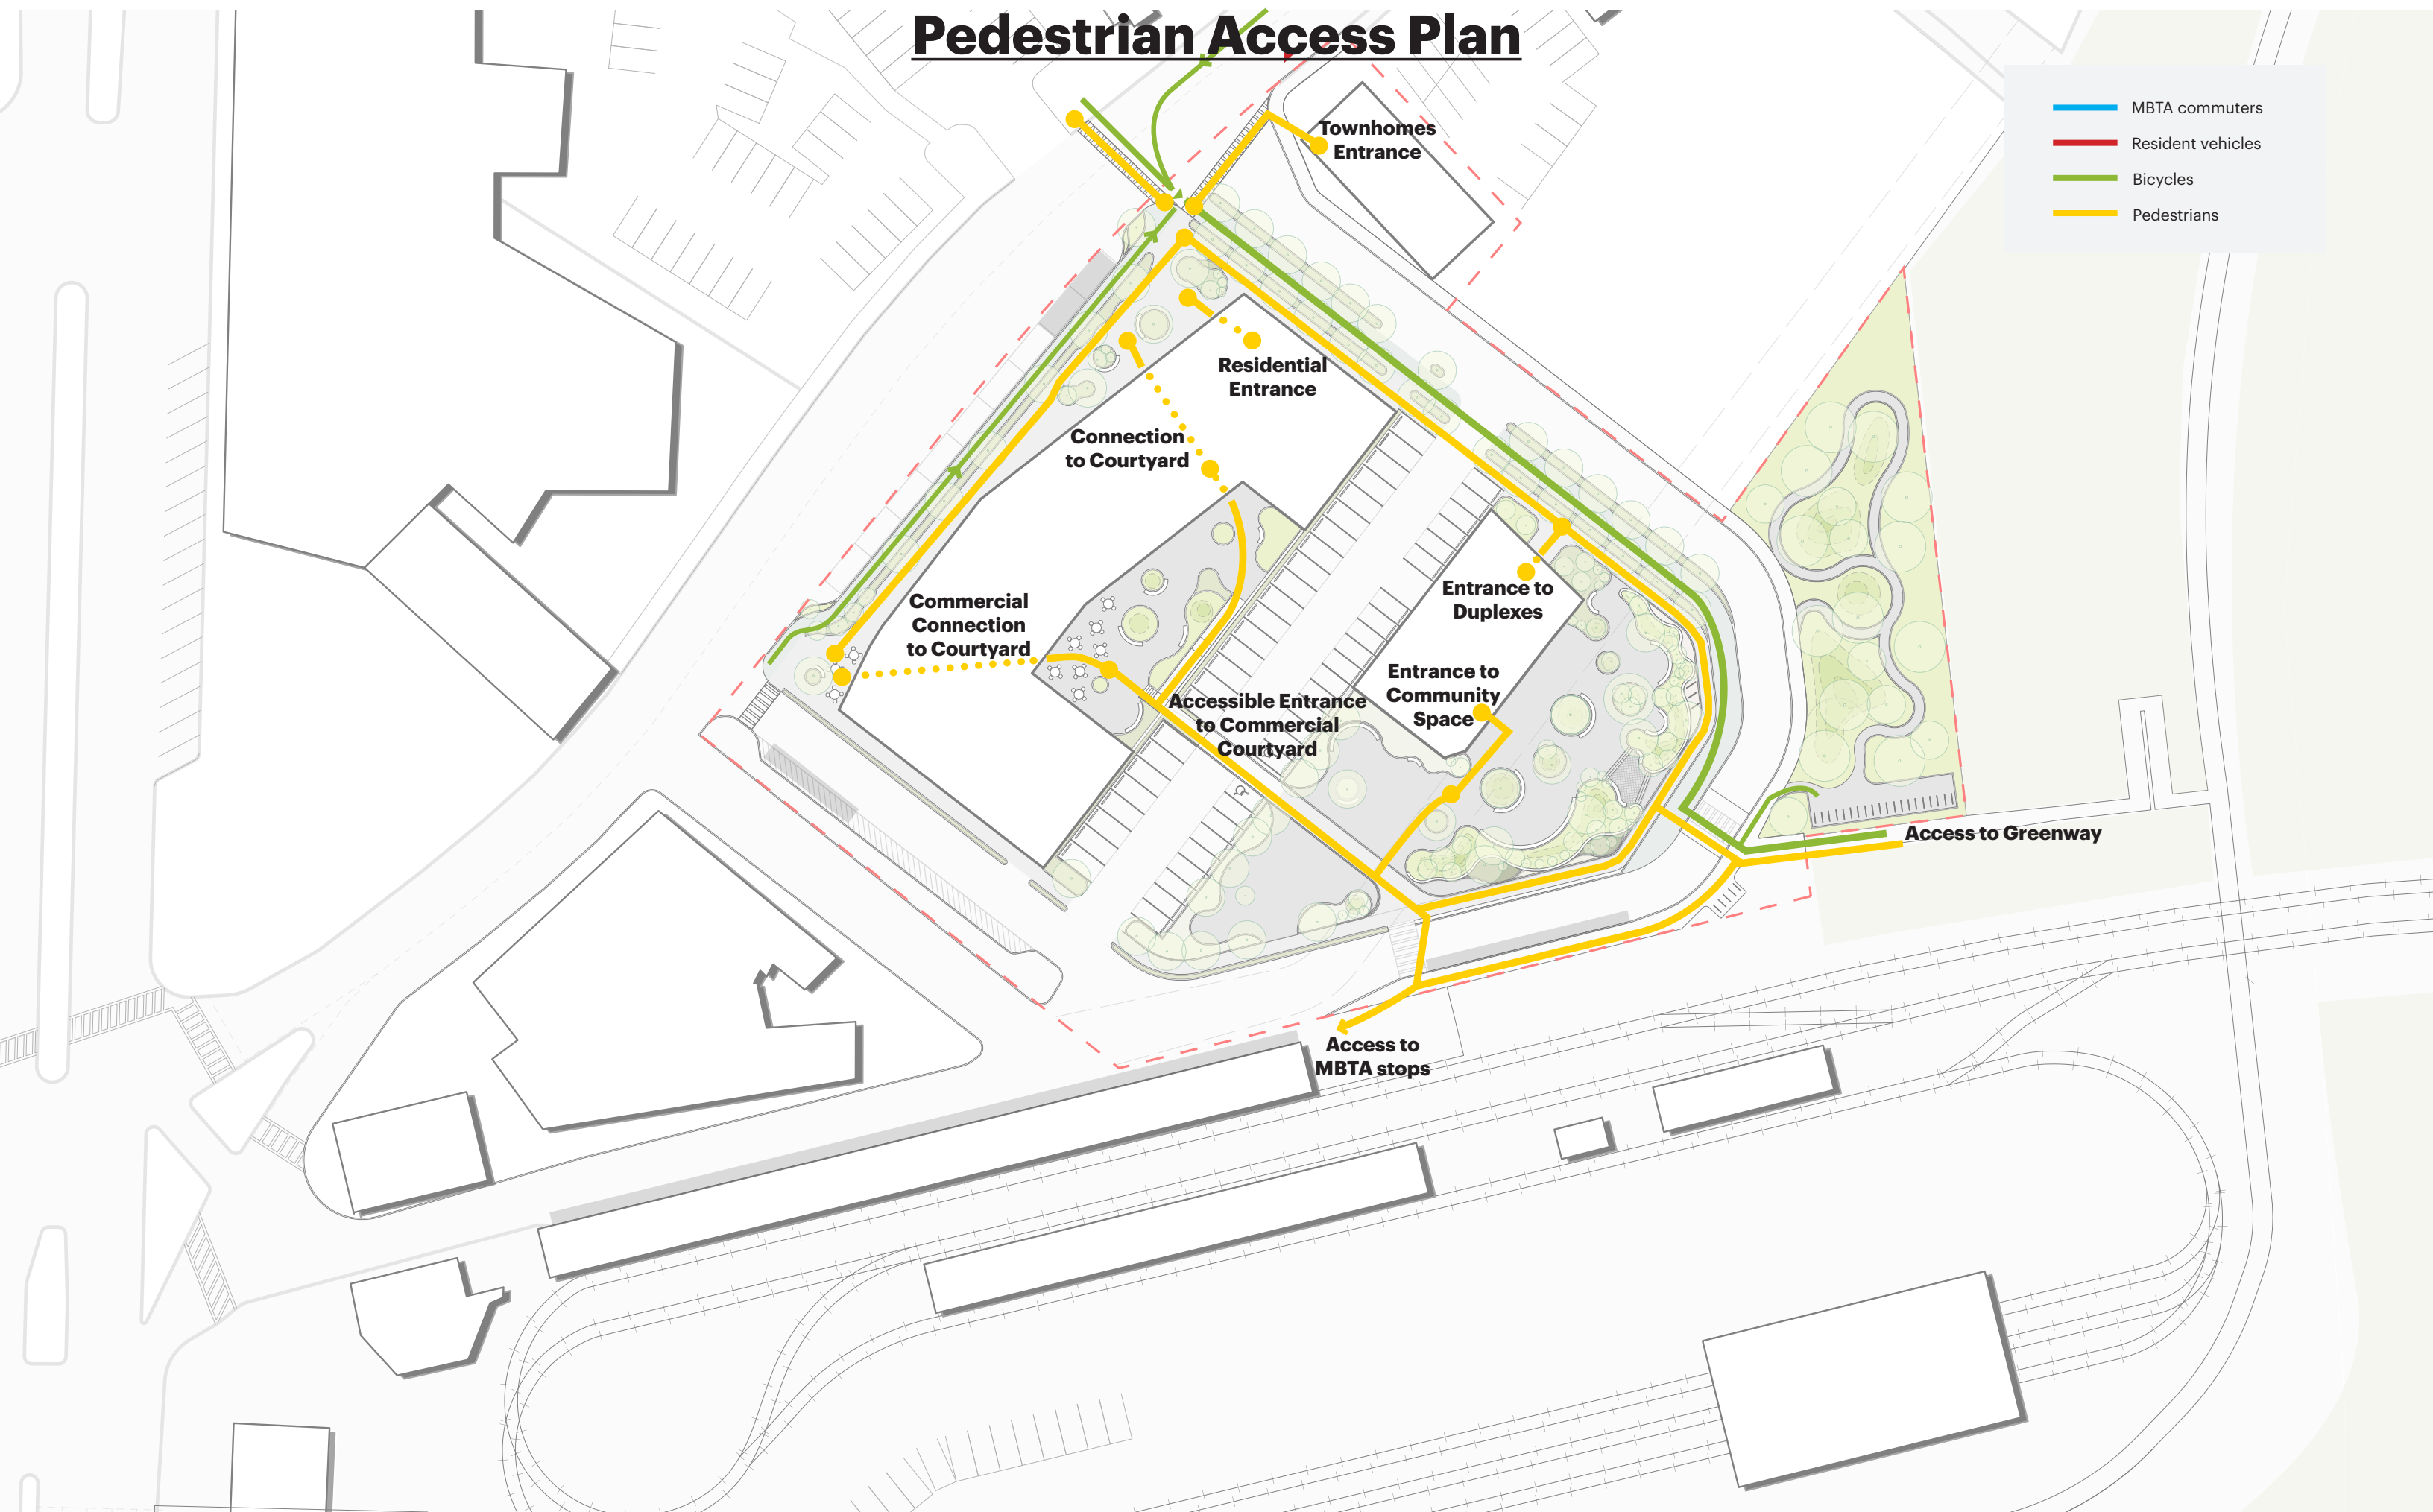 Pedestrian Access Plan
MBTA commuters
Resident vehicles
Bicycles
Pedestrians
Townhomes
Entrance
Residential
Entrance
Connection
to Courtyard
Commercial
Connection
to Courtyard
Entrance to
Duplexes
Entrance to
Community
Space
Accessible Entrance
to Commercial
Courtyard
Access to Greenway
Access to
MBTA stops